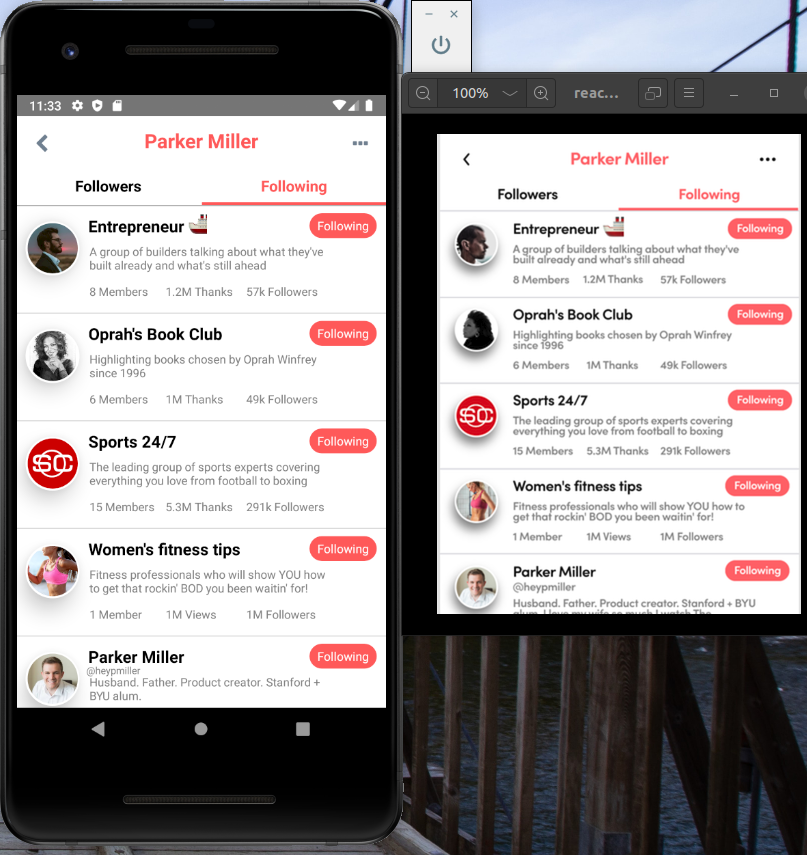 11:33
Parker Miller
Followers
Following
Entrepreneur
Following
A group of builders talking about what they've
built already and what's still ahead
8 Members
1.2M Thanks
57k Followers
Oprah's Book Club
Following
Highlighting books chosen by Oprah Winfrey
since 1996
6 Members
1M Thanks
49k Followers
SOC
Sports 24/7
Following
The leading group of sports experts covering
everything you love from football to boxing
15 Members
5.3M Thanks
291k Followers
Women's fitness tips
Following
Fitness professionals who will show YOU how
to get that rockin' BOD you been waitin' for!
1 Member
1M Views
1M Followers
Parker Miller
Following
@heypmiller
Husband. Father. Product creator. Stanford +
BYU alum.
100%
reac...
Parker Miller
Followers
Following
Entrepreneur
Following
A group of builders talking about what they've
built already and what's still ahead
8 Members
1.2M Thanks
57k Followers
Oprah's Book Club
Following
Highlighting books chosen by Oprah Winfrey
since 1996
6 Members
1M Thanks
49k Followers
SOC
Sports 24/7
Following
The leading group of sports experts covering
everything you love from football to boxing
15 Members
5.3M Thanks
291k Followers
Women's fitness tips
Following
Fitness professionals who will show YOU how to
get that rockin' BOD you been waitin' for!
1 Member
1M Views
1M Followers
Parker Miller
Following
@heypmiller
Husband. Father. Product creator. Stanford + BYU
alum. I love my wife so much I watch The